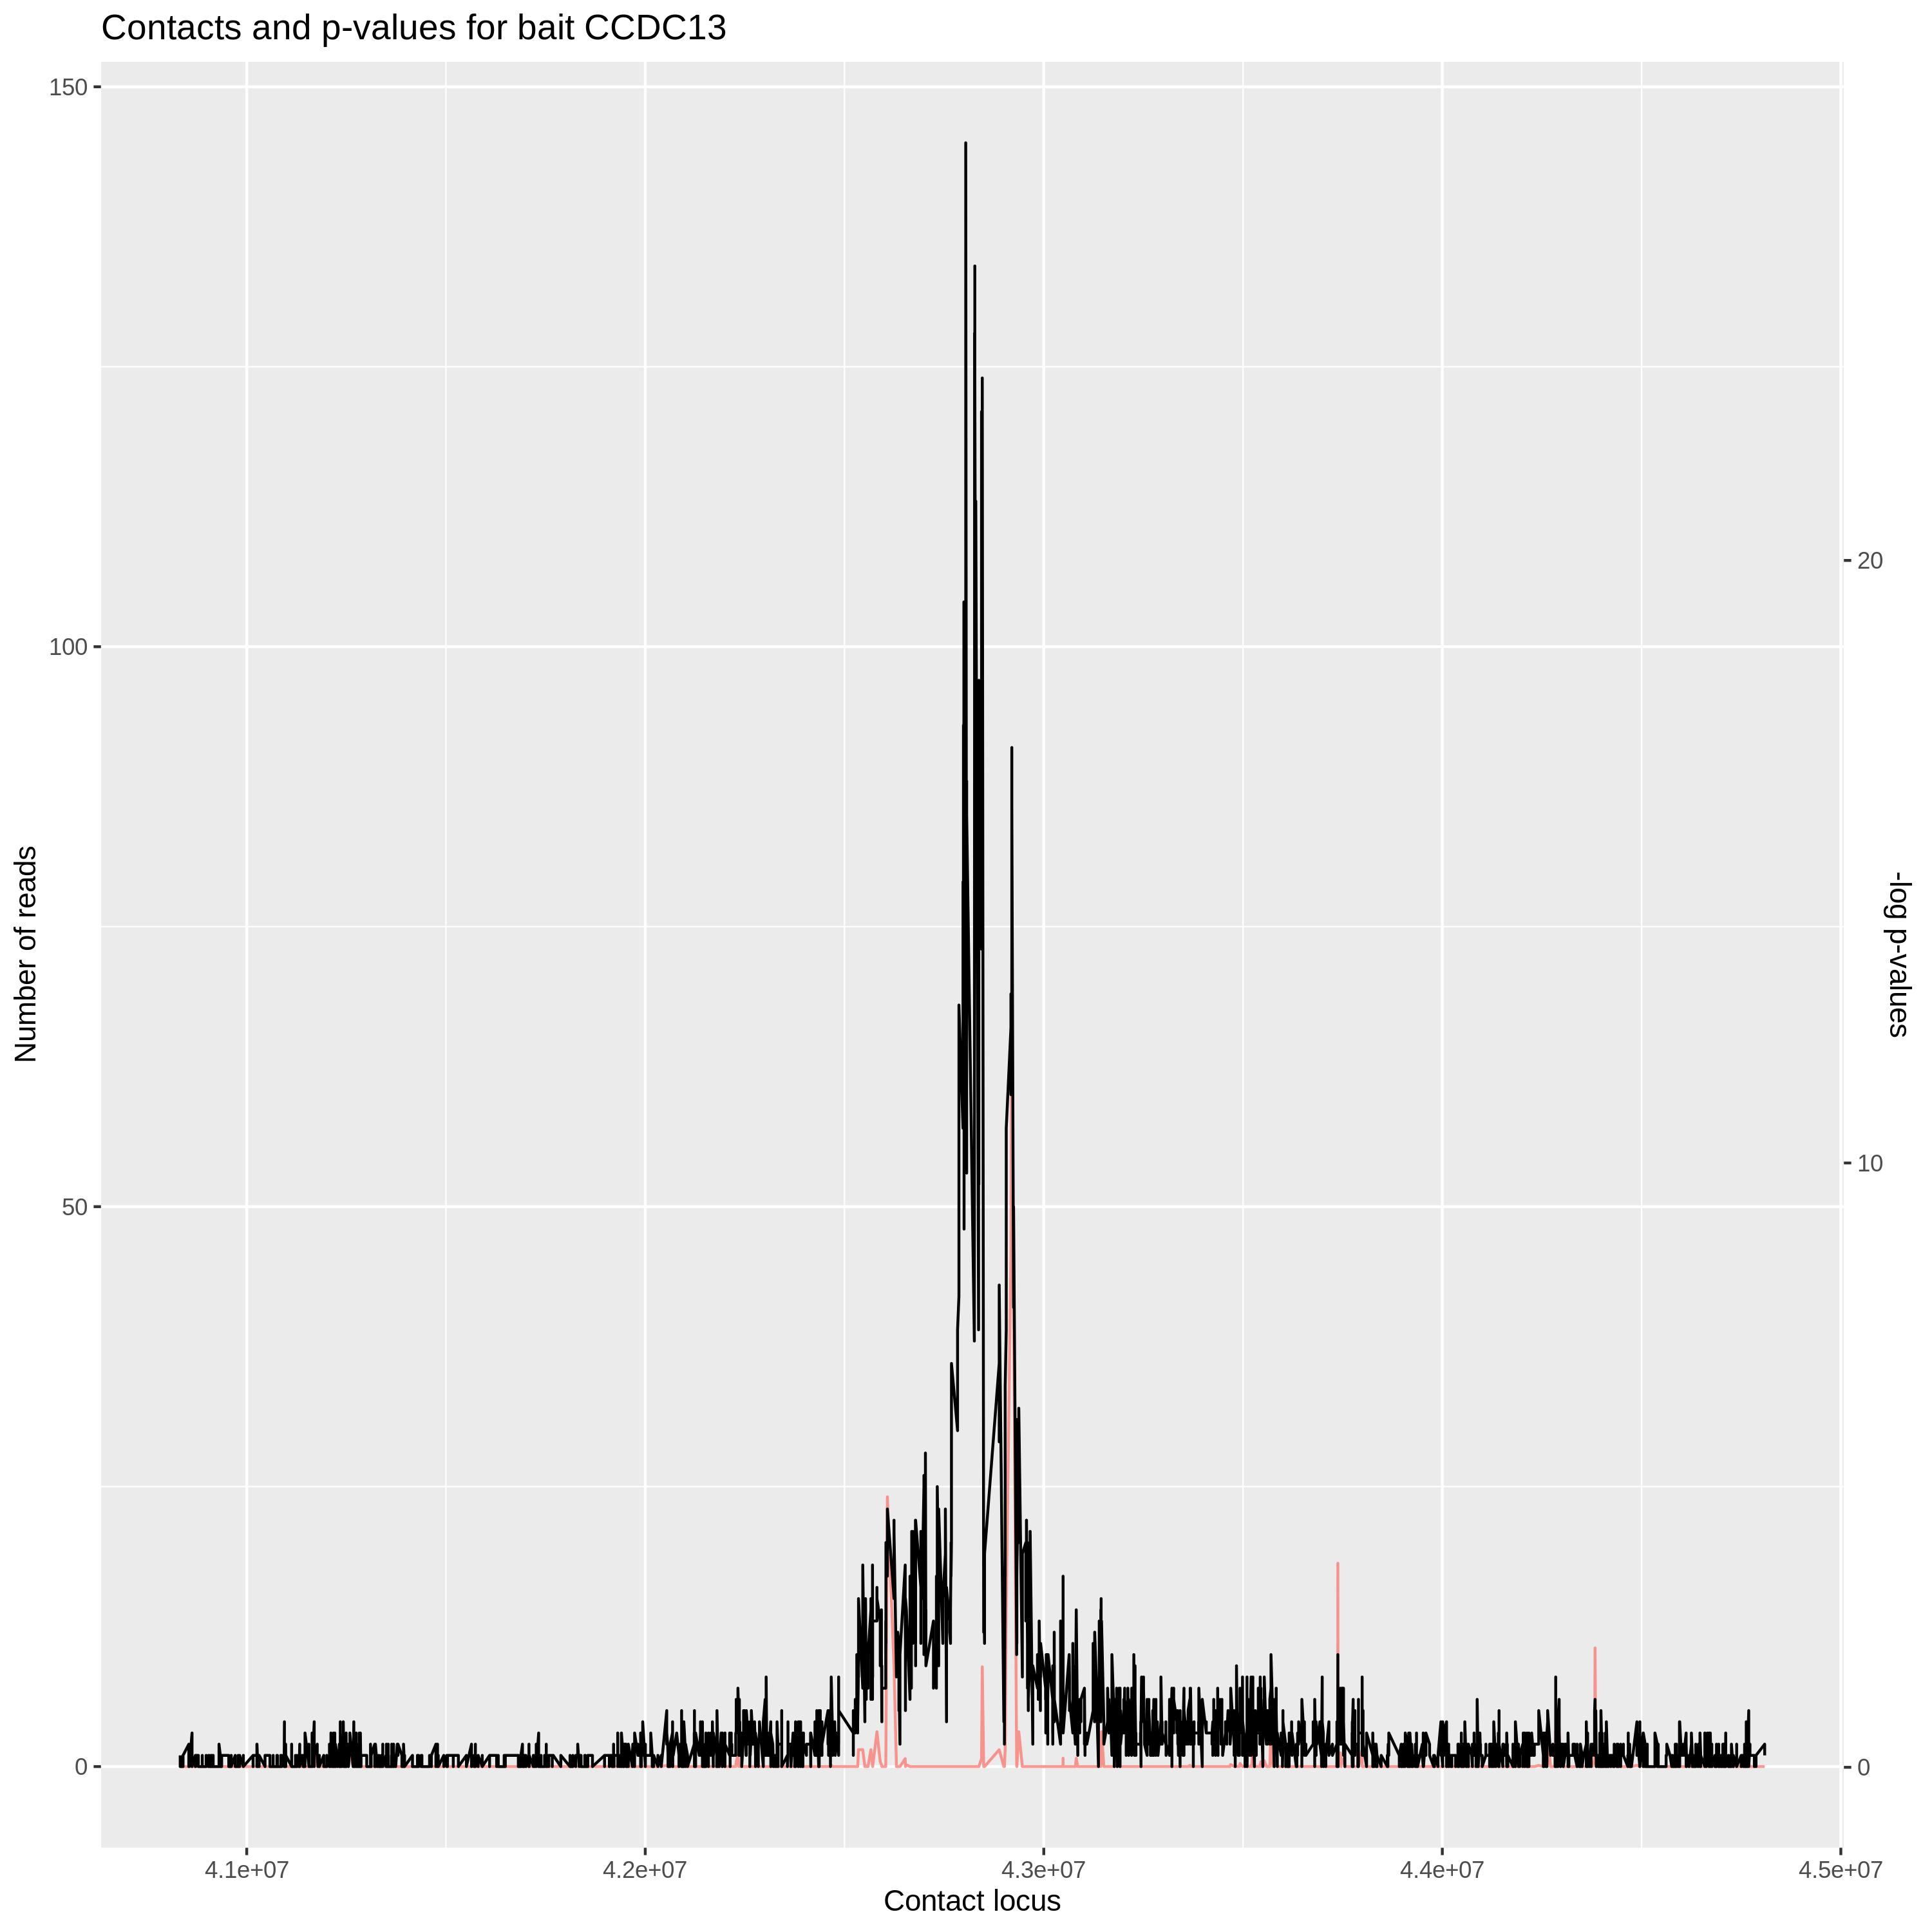 Contacts and p-values for bait CCDC13
150
100
50
0
Number of reads
20
10
0
-log p-values
4.1e+07
4.2e+07
4.3e+07
4.4e+07
4.5e+07
Contact locus